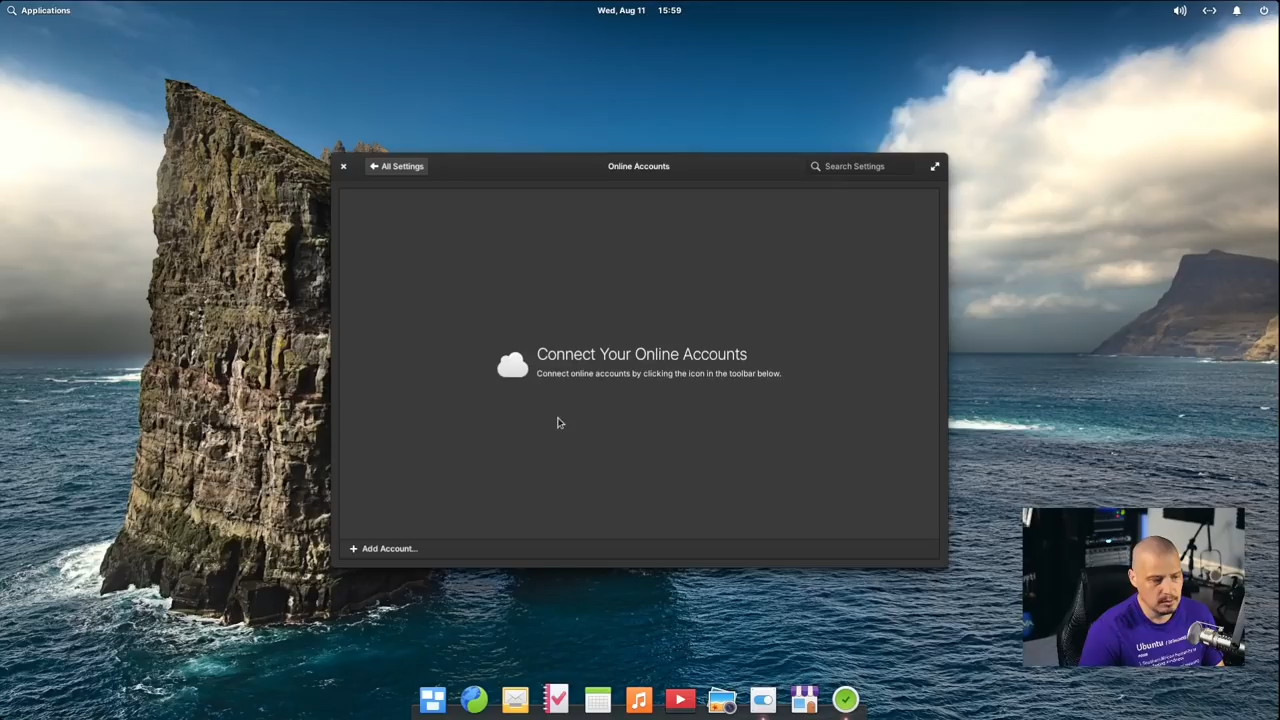 Applications
Wed, Aug 11 15:59
All Settings
Online Accounts
Search Settings
Connect Your Online Accounts
Connect online accounts by clicking the icon in the toolbar below.
Add Account...
Ubuntu